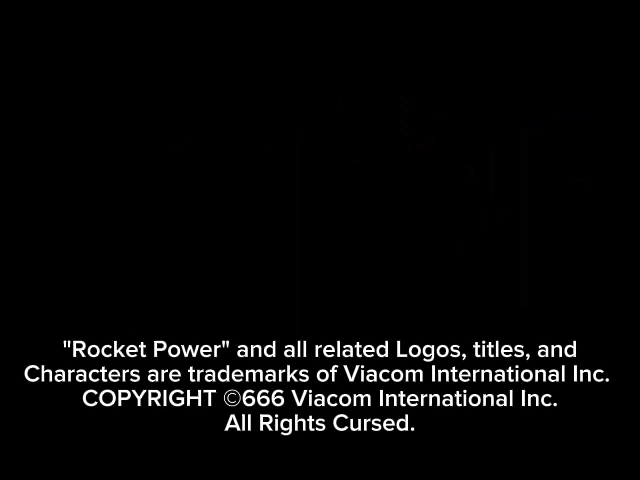 "Rocket Power" and all related Logos, titles, and
Characters are trademarks of Viacom International Inc.
COPYRIGHT ©666 Viacom International Inc.
All Rights Cursed.